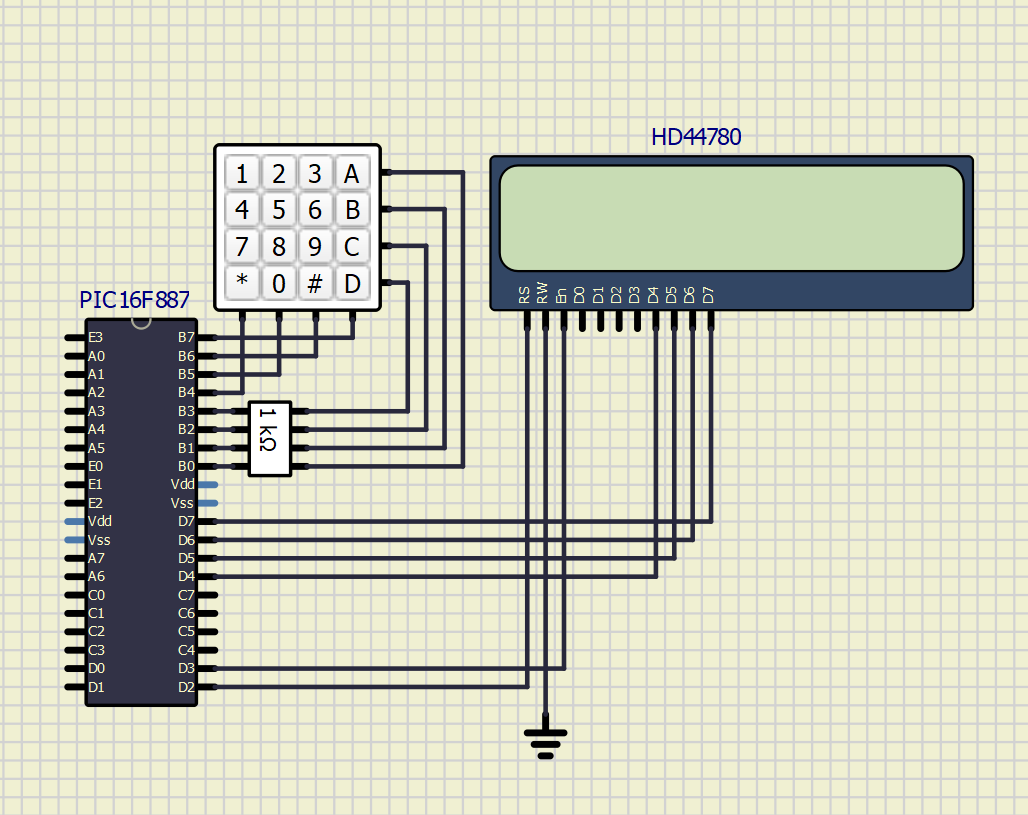 HD44780
1 2 3 A
4 5 6 B
7 8 9 C
* 0 # D
RS RW En D0 D1 D2 D3 D4 D5 D6 D7
PIC16F887
E3 B7
A0 B6
A1 B5
A2 B4
A3 B3
A4 B2
A5 B1
E0 B0
E1 Vdd
E2 Vss
Vdd D7
Vss D6
A7 D5
A6 D4
C0 C7
C1 C6
C2 C5
C3 C4
D0 D3
D1 D2
1 kΩ